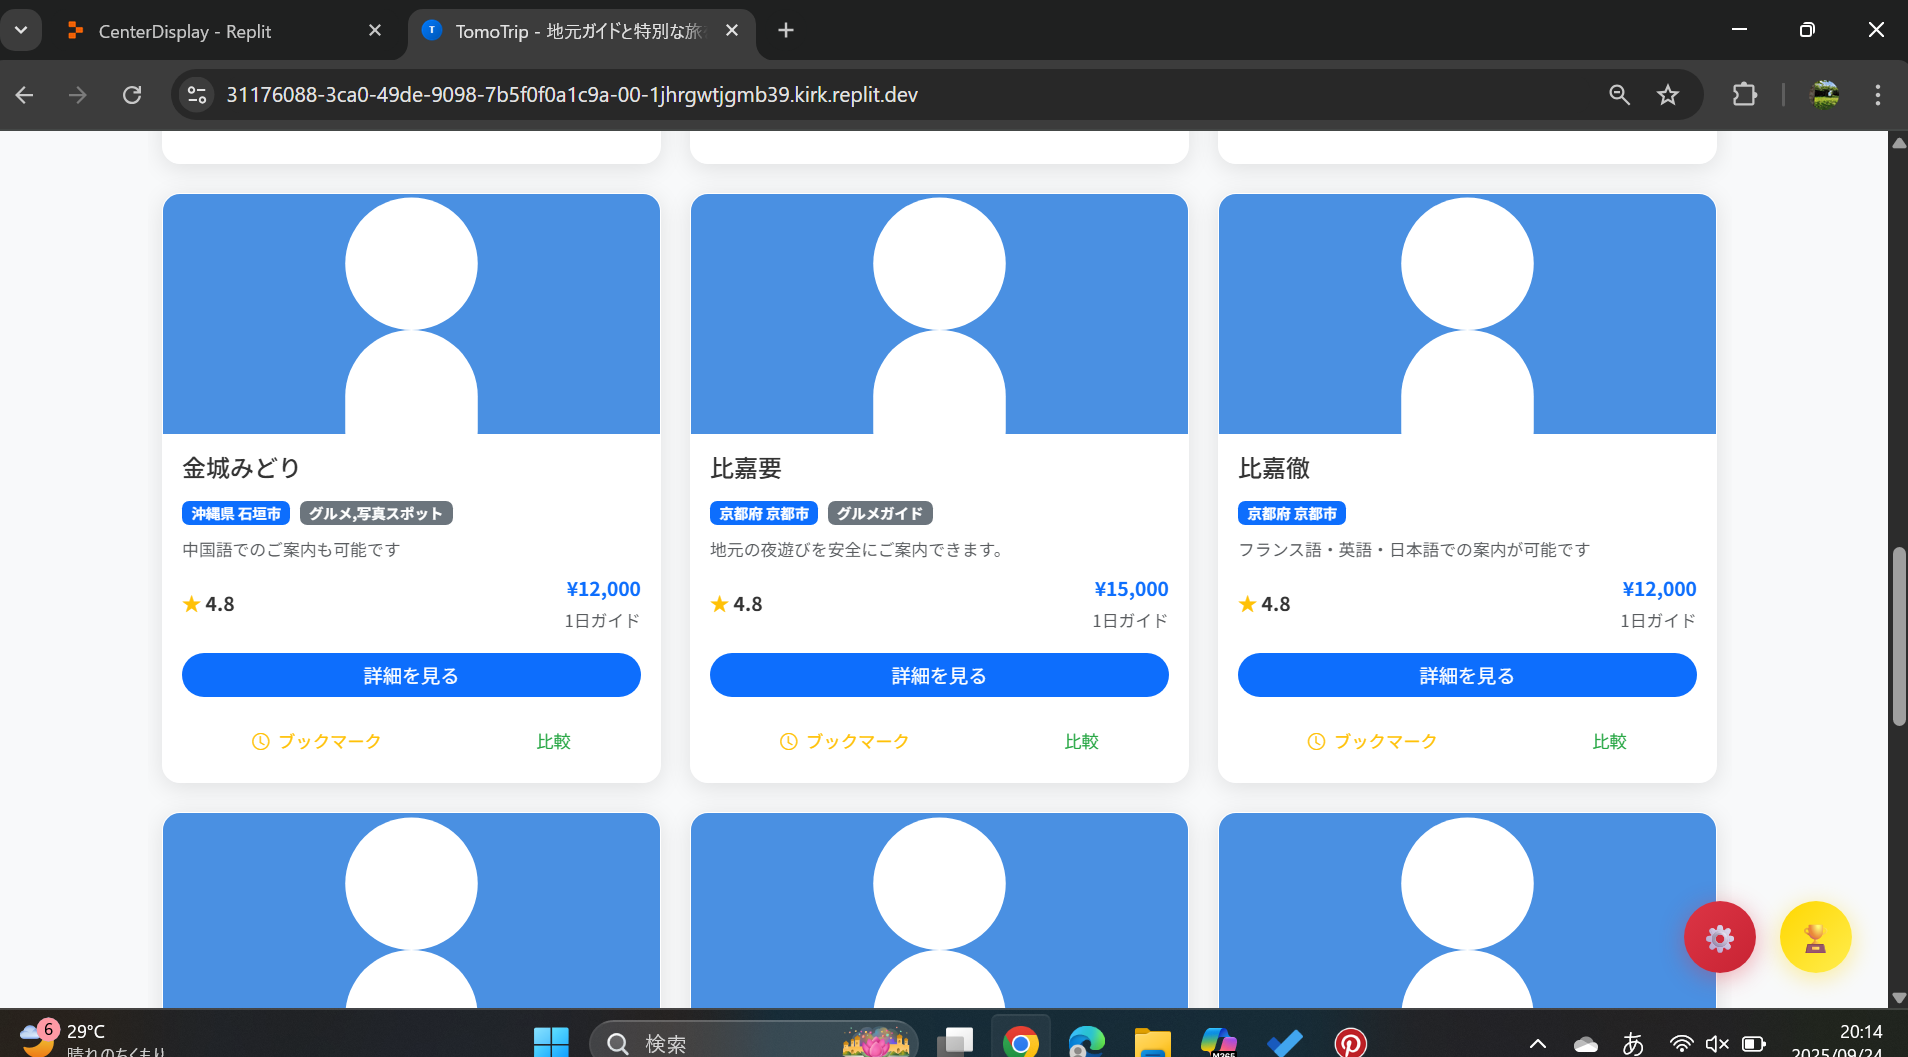 CenterDisplay - Replit
TomoTrip - 地元ガイドと特別な旅
31176088-3ca0-49de-9098-7b5f0f0a1c9a-00-1jhrgwtjgmb39.kirk.replit.dev
金城みどり
沖縄県 石垣市 グルメ,写真スポット
中国語でのご案内も可能です
★ 4.8
¥12,000
1日ガイド
詳細を見る
ブックマーク 比較
比嘉要
京都府 京都市 グルメガイド
地元の夜遊びを安全にご案内できます。
★ 4.8
¥15,000
1日ガイド
詳細を見る
ブックマーク 比較
比嘉徹
京都府 京都市
フランス語・英語・日本語での案内が可能です
★ 4.8
¥12,000
1日ガイド
詳細を見る
ブックマーク 比較
6
29°C
晴れのちくもり
検索
M365
あ
20:14
2025/09/24